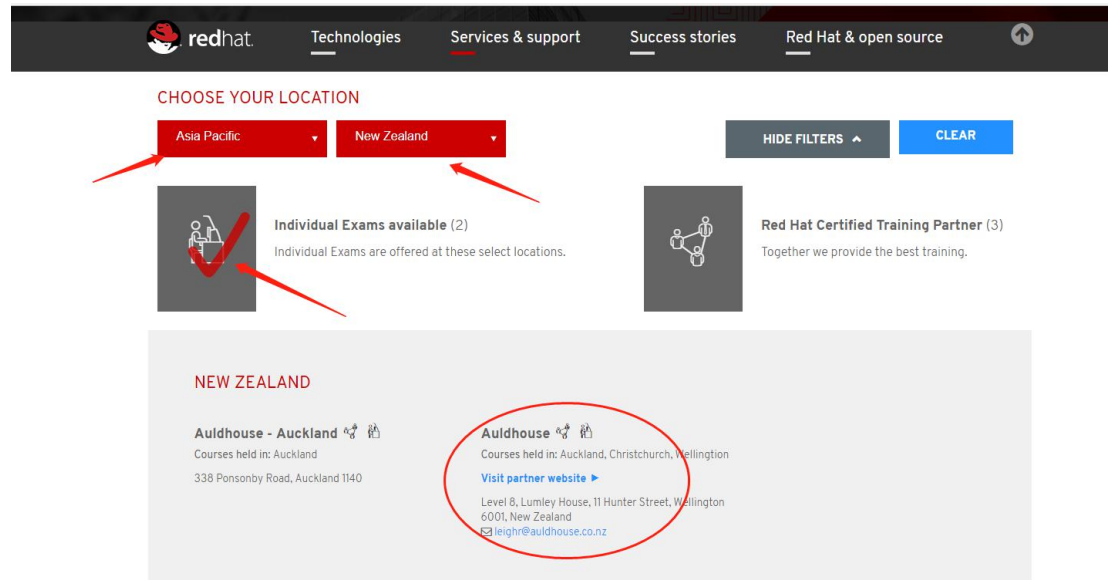 redhat.
Technologies
Services & support
Success stories
Red Hat & open source
CHOOSE YOUR LOCATION
Asia Pacific
New Zealand
HIDE FILTERS
CLEAR
Individual Exams available (2)
Individual Exams are offered at these select locations.
Red Hat Certified Training Partner (3)
Together we provide the best training.
NEW ZEALAND
Auldhouse - Auckland
Courses held in: Auckland
338 Ponsonby Road, Auckland 1140
Auldhouse
Courses held in: Auckland, Christchurch, Wellingtion
Visit partner website
Level 8, Lumley House, 11 Hunter Street, Wellington
6001, New Zealand
leighr@auldhouse.co.nz